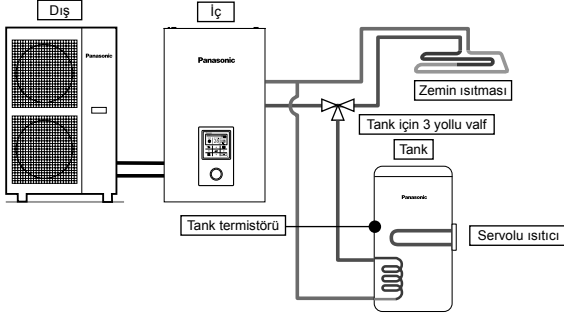 Dış
İç
Panasonic
Panasonic
Zemin ısıtması
Tank için 3 yollu valf
Tank
Panasonic
Tank termistörü
Servolu ısıtıcı